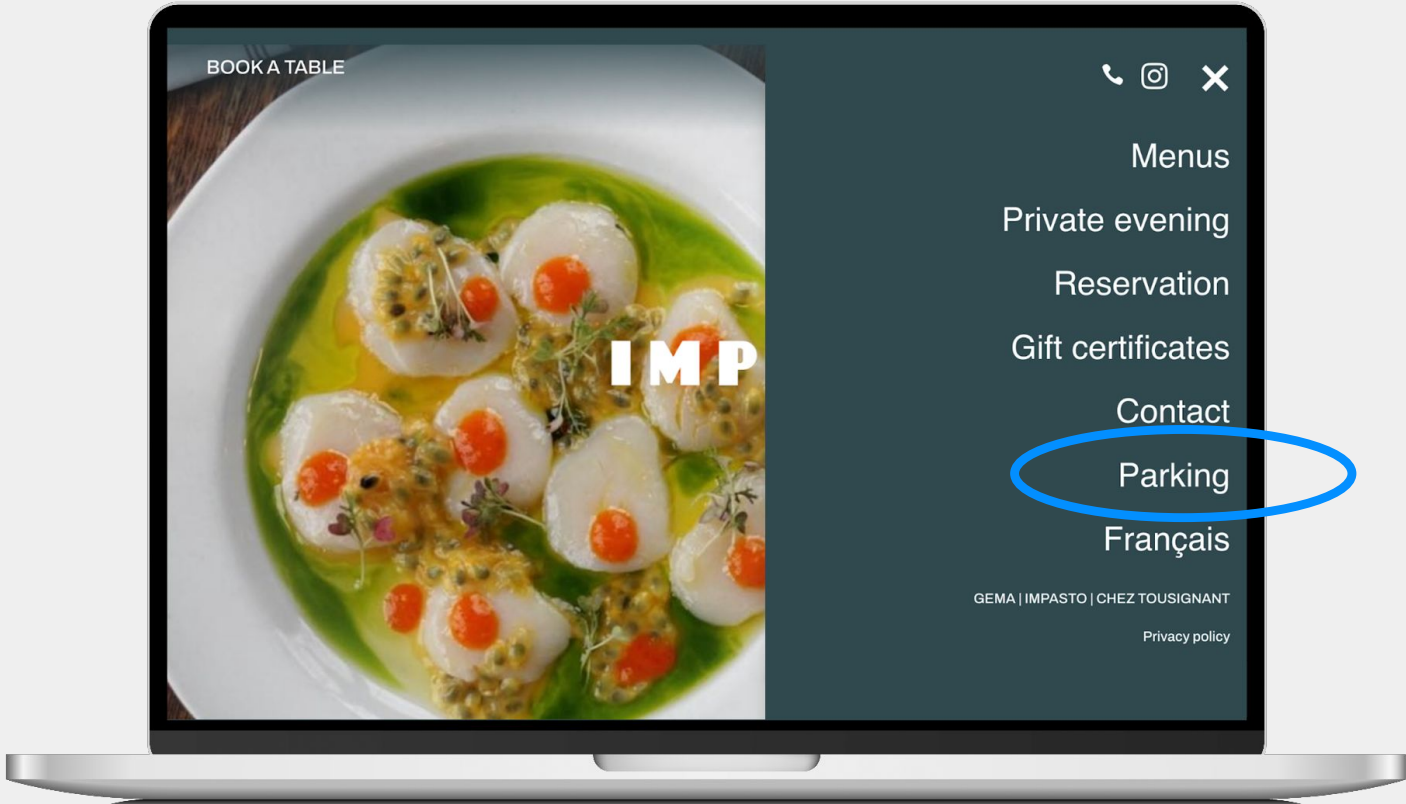 BOOK A TABLE
IMP
Menus
Private evening
Reservation
Gift certificates
Contact
Parking
Français
GEMA | IMPASTO | CHEZ TOUSIGNANT
Privacy policy